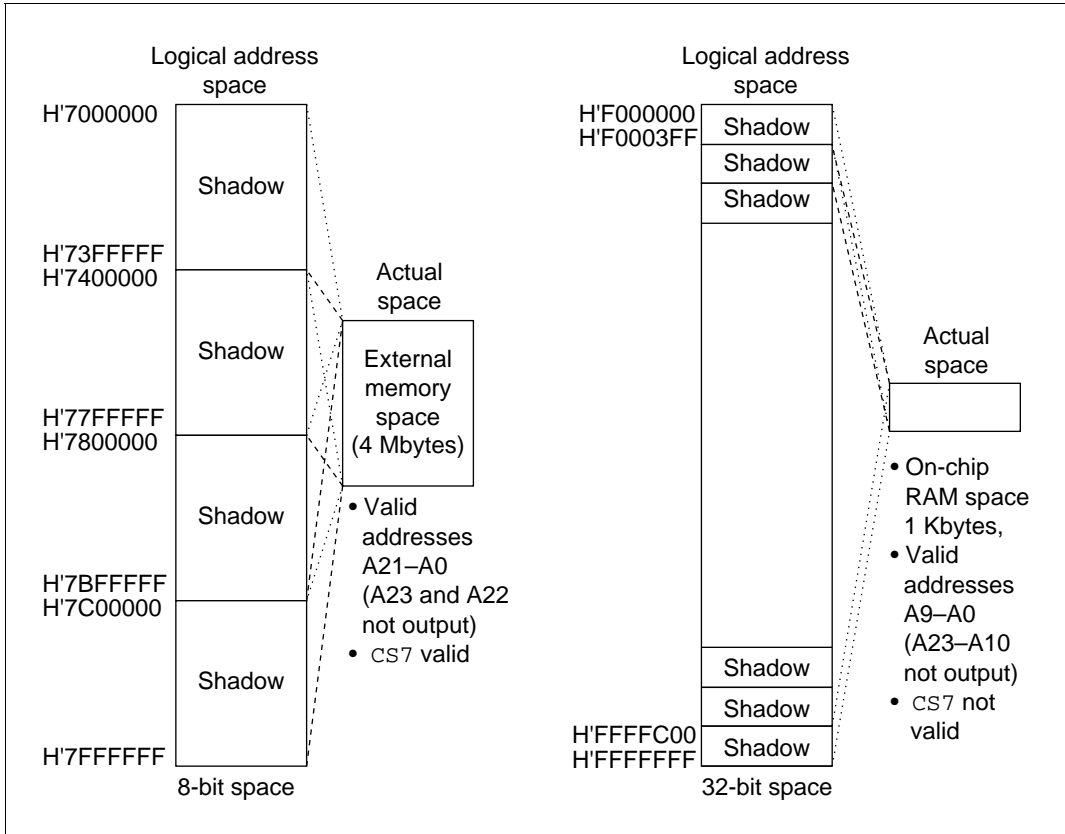 Logical address
space
H'7000000
Shadow
H'73FFFFF
H'7400000
Shadow
H'77FFFFF
H'7800000
Shadow
H'7BFFFFF
H'7C00000
Shadow
H'7FFFFFF
8-bit space
Actual
space
External
memory
space
(4 Mbytes)
• Valid
addresses
A21–A0
(A23 and A22
not output)
• CS7 valid
Logical address
space
H'F000000
H'F0003FF
Shadow
Shadow
Shadow
Shadow
Shadow
H'FFFFC00
H'FFFFFFF
Shadow
32-bit space
Actual
space
• On-chip
RAM space
1 Kbytes,
• Valid
addresses
A9–A0
(A23–A10
not output)
• CS7 not
valid